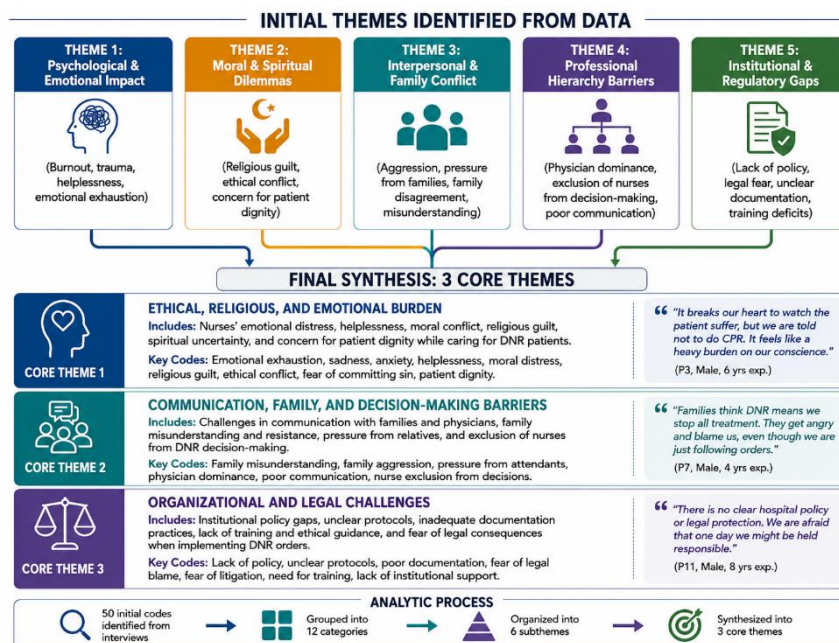 INITIAL THEMES IDENTIFIED FROM DATA
THEME 1:
Psychological &
Emotional Impact
(Burnout, trauma,
helplessness,
emotional exhaustion)
THEME 2:
Moral & Spiritual
Dilemmas
(Religious guilt,
ethical conflict,
concern for patient
dignity)
THEME 3:
Interpersonal &
Family Conflict
(Aggression, pressure
from families, family
disagreement,
misunderstanding)
THEME 4:
Professional
Hierarchy Barriers
(Physician dominance,
exclusion of nurses
from decision-making,
poor communication)
THEME 5:
Institutional &
Regulatory Gaps
(Lack of policy,
legal fear, unclear
documentation,
training deficits)
FINAL SYNTHESIS: 3 CORE THEMES
CORE THEME 1
ETHICAL, RELIGIOUS, AND EMOTIONAL BURDEN
Includes: Nurses' emotional distress, helplessness, moral conflict, religious guilt,
spiritual uncertainty, and concern for patient dignity while caring for DNR patients.
Key Codes: Emotional exhaustion, sadness, anxiety, helplessness, moral distress,
religious guilt, ethical conflict, fear of committing sin, patient dignity.
"It breaks our heart to watch the
patient suffer, but we are told
not to do CPR. It feels like a
heavy burden on our conscience."
(P3, Male, 6 yrs exp.)
CORE THEME 2
COMMUNICATION, FAMILY, AND DECISION-MAKING BARRIERS
Includes: Challenges in communication with families and physicians, family
misunderstanding and resistance, pressure from relatives, and exclusion of nurses
from DNR decision-making.
Key Codes: Family misunderstanding, family aggression, pressure from attendants,
physician dominance, poor communication, nurse exclusion from decisions.
"Families think DNR means we
stop all treatment. They get angry
and blame us, even though we are
just following orders."
(P7, Male, 4 yrs exp.)
CORE THEME 3
ORGANIZATIONAL AND LEGAL CHALLENGES
Includes: Institutional policy gaps, unclear protocols, inadequate documentation
practices, lack of training and ethical guidance, and fear of legal consequences
when implementing DNR orders.
Key Codes: Lack of policy, unclear protocols, poor documentation, fear of legal
blame, fear of litigation, need for training, lack of institutional support.
"There is no clear hospital policy
or legal protection. We are afraid
that one day we might be held
responsible."
(P11, Male, 8 yrs exp.)
ANALYTIC PROCESS
50 initial codes
identified from
interviews
Grouped into
12 categories
Organized into
6 subthemes
Synthesized into
3 core themes